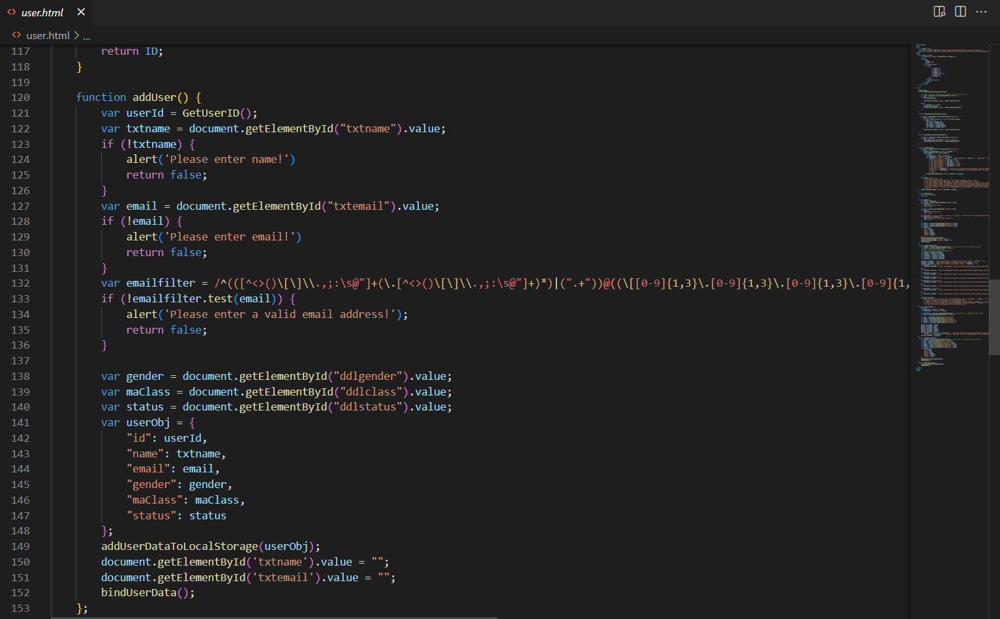 user.html
user.html > ...
117 return ID;
118 }
119
120 function addUser() {
121 var userId = GetUserID();
122 var txtname = document.getElementById("txtname").value;
123 if (!txtname) {
124 alert('Please enter name!')
125 return false;
126 }
127 var email = document.getElementById("txtemail").value;
128 if (!email) {
129 alert('Please enter email!')
130 return false;
131 }
132 var emailfilter = /^(([^<>()\[\]\\.,;:\s@"]+(\.[^<>()\[\]\\.,;:\s@"]+)*)|(".+"))@((\[[0-9]{1,3}\.[0-9]{1,3}\.[0-9]{1,3}\.[0-9]{1,
133 if (!emailfilter.test(email)) {
134 alert('Please enter a valid email address!');
135 return false;
136 }
137
138 var gender = document.getElementById("ddlgender").value;
139 var maClass = document.getElementById("ddlclass").value;
140 var status = document.getElementById("ddlstatus").value;
141 var userObj = {
142 "id": userId,
143 "name": txtname,
144 "email": email,
145 "gender": gender,
146 "maClass": maClass,
147 "status": status
148 };
149 addUserDataToLocalStorage(userObj);
150 document.getElementById('txtname').value = "";
151 document.getElementById('txtemail').value = "";
152 bindUserData();
153 };